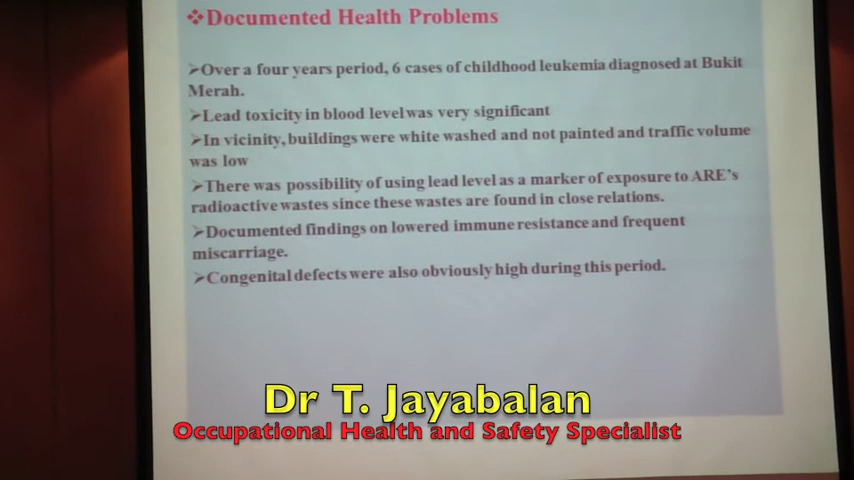 ❖Documented Health Problems
➢Over a four years period, 6 cases of childhood leukemia diagnosed at Bukit
Merah.
➢Lead toxicity in blood level was very significant
➢In vicinity, buildings were white washed and not painted and traffic volume
was low
➢There was possibility of using lead level as a marker of exposure to ARE's
radioactive wastes since these wastes are found in close relations.
➢Documented findings on lowered immune resistance and frequent
miscarriage.
➢Congenital defects were also obviously high during this period.
Dr T. Jayabalan
Occupational Health and Safety Specialist